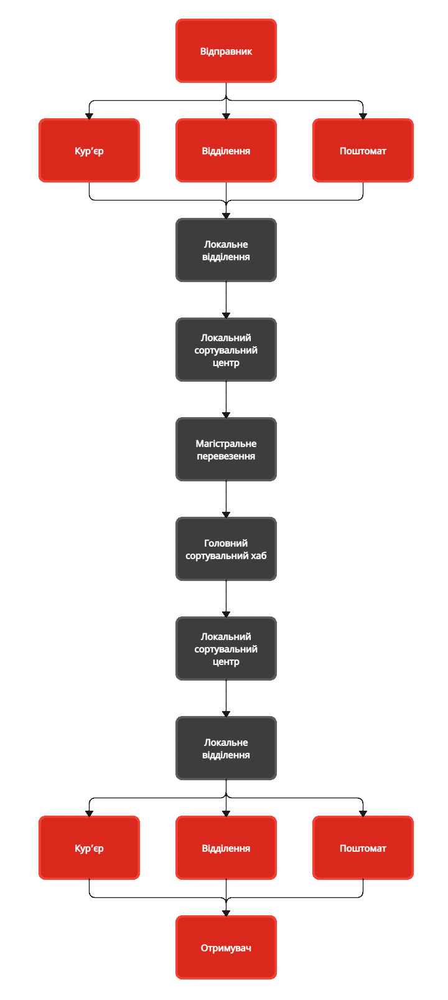 Відправник
Кур’єр
Відділення
Поштомат
Локальне
відділення
Локальний
сортувальний
центр
Магістральне
перевезення
Головний
сортувальний хаб
Локальний
сортувальний
центр
Локальне
відділення
Кур’єр
Відділення
Поштомат
Отримувач